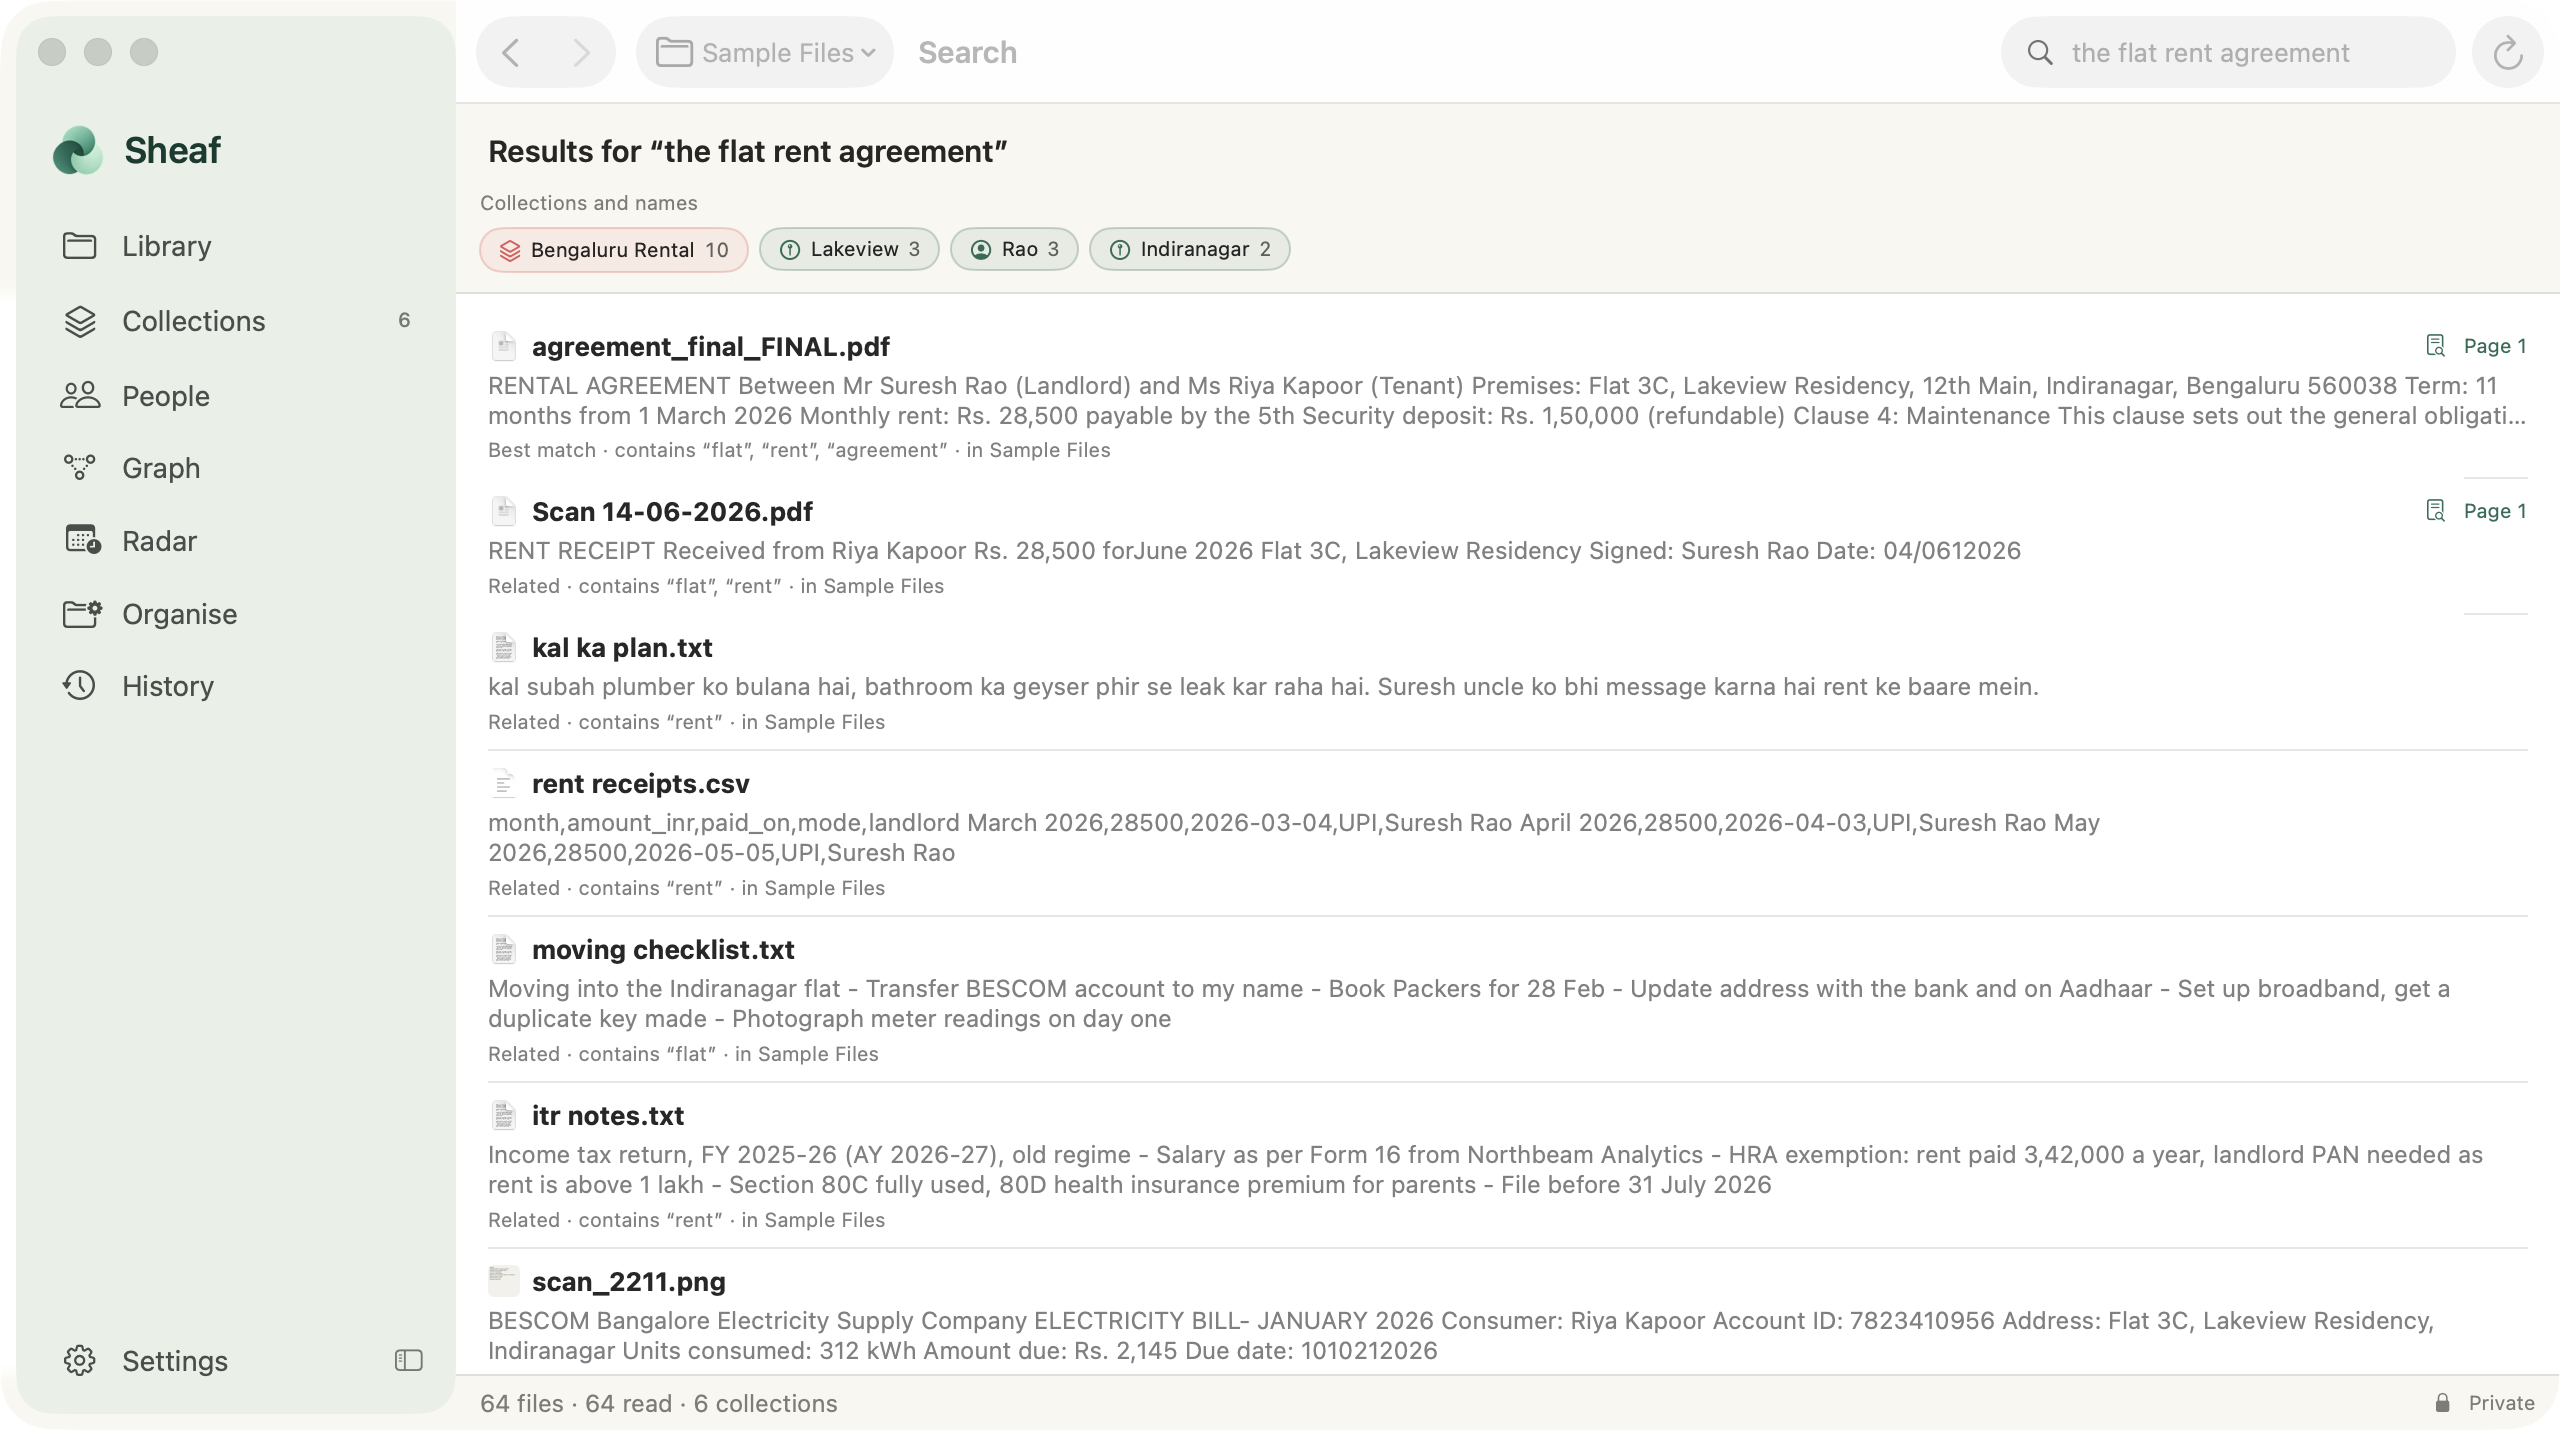 Sample Files
Search
the flat rent agreement
Sheaf
Library
Collections 6
People
Graph
Radar
Organise
History
Settings
Results for “the flat rent agreement”
Collections and names
Bengaluru Rental 10
Lakeview 3
Rao 3
Indiranagar 2
agreement_final_FINAL.pdf
Page 1
RENTAL AGREEMENT Between Mr Suresh Rao (Landlord) and Ms Riya Kapoor (Tenant) Premises: Flat 3C, Lakeview Residency, 12th Main, Indiranagar, Bengaluru 560038 Term: 11
months from 1 March 2026 Monthly rent: Rs. 28,500 payable by the 5th Security deposit: Rs. 1,50,000 (refundable) Clause 4: Maintenance This clause sets out the general obligati…
Best match · contains “flat”, “rent”, “agreement” · in Sample Files
Scan 14-06-2026.pdf
Page 1
RENT RECEIPT Received from Riya Kapoor Rs. 28,500 forJune 2026 Flat 3C, Lakeview Residency Signed: Suresh Rao Date: 04/0612026
Related · contains “flat”, “rent” · in Sample Files
kal ka plan.txt
kal subah plumber ko bulana hai, bathroom ka geyser phir se leak kar raha hai. Suresh uncle ko bhi message karna hai rent ke baare mein.
Related · contains “rent” · in Sample Files
rent receipts.csv
month,amount_inr,paid_on,mode,landlord March 2026,28500,2026-03-04,UPI,Suresh Rao April 2026,28500,2026-04-03,UPI,Suresh Rao May
2026,28500,2026-05-05,UPI,Suresh Rao
Related · contains “rent” · in Sample Files
moving checklist.txt
Moving into the Indiranagar flat - Transfer BESCOM account to my name - Book Packers for 28 Feb - Update address with the bank and on Aadhaar - Set up broadband, get a
duplicate key made - Photograph meter readings on day one
Related · contains “flat” · in Sample Files
itr notes.txt
Income tax return, FY 2025-26 (AY 2026-27), old regime - Salary as per Form 16 from Northbeam Analytics - HRA exemption: rent paid 3,42,000 a year, landlord PAN needed as
rent is above 1 lakh - Section 80C fully used, 80D health insurance premium for parents - File before 31 July 2026
Related · contains “rent” · in Sample Files
scan_2211.png
BESCOM Bangalore Electricity Supply Company ELECTRICITY BILL- JANUARY 2026 Consumer: Riya Kapoor Account ID: 7823410956 Address: Flat 3C, Lakeview Residency,
Indiranagar Units consumed: 312 kWh Amount due: Rs. 2,145 Due date: 1010212026
64 files · 64 read · 6 collections
Private